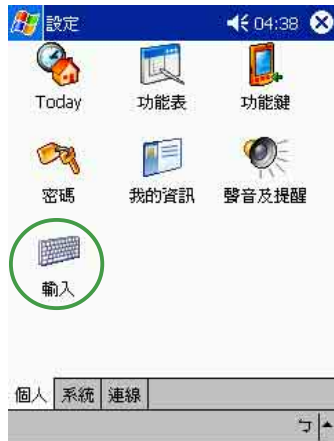 設定 04:38
Today 功能表 功能鍵
密碼 我的資訊 聲音及提醒
輸入
個人 系統 連線
ㄅ